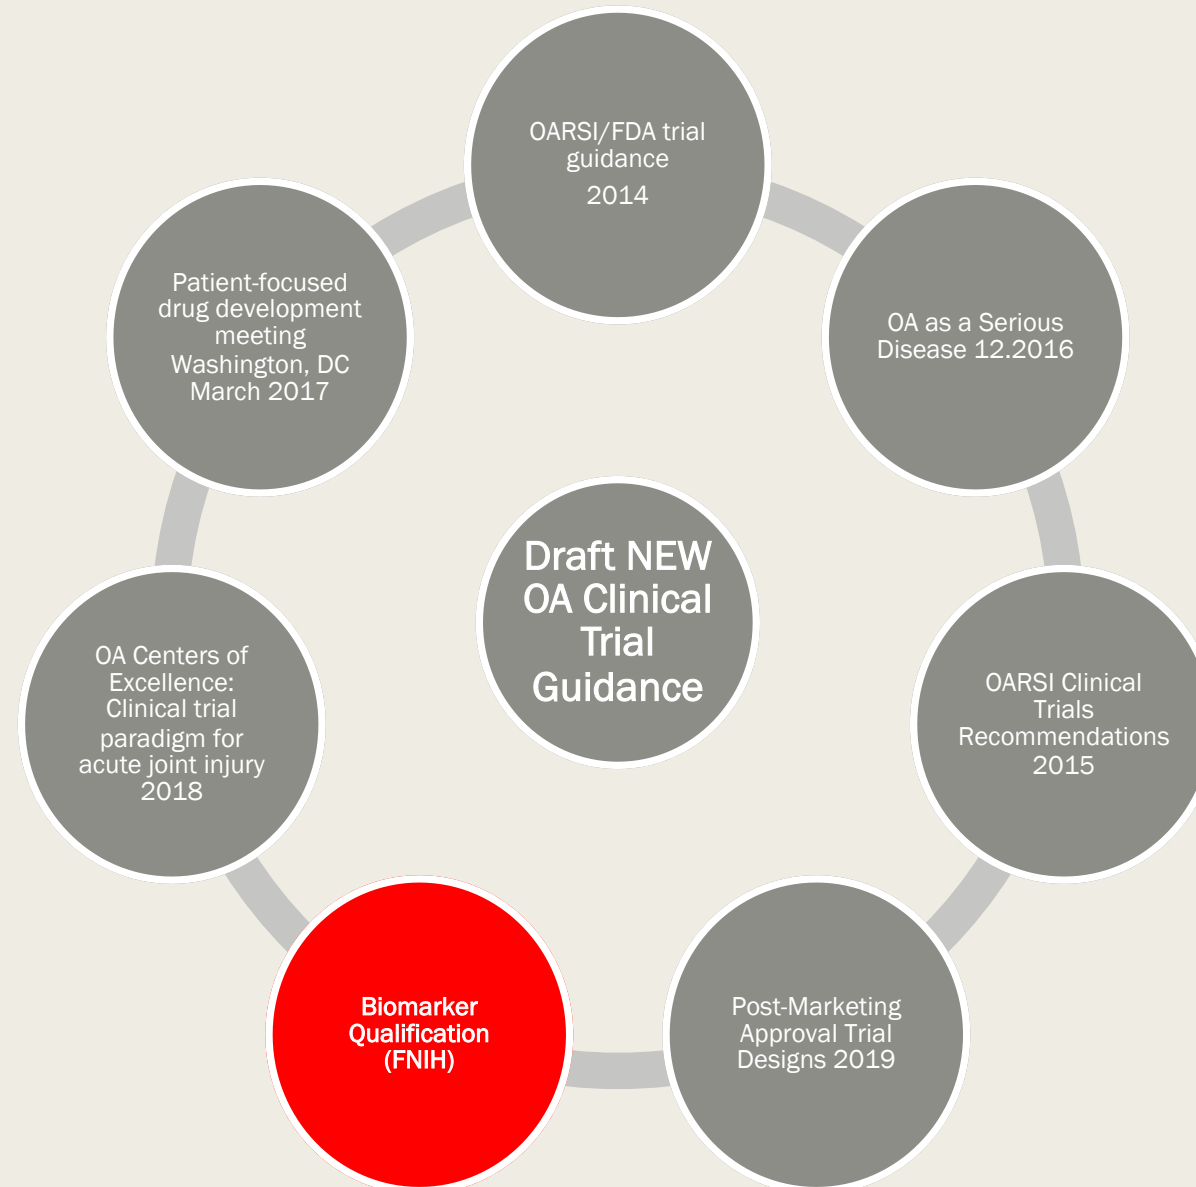 OARSI/FDA trial
guidance
2014
Patient-focused
drug development
meeting
Washington, DC
March 2017
OA as a Serious
Disease 12.2016
Draft NEW
OA Clinical
Trial
Guidance
OA Centers of
Excellence:
Clinical trial
paradigm for
acute joint injury
2018
OARSI Clinical
Trials
Recommendations
2015
Biomarker
Qualification
(FNIH)
Post-Marketing
Approval Trial
Designs 2019